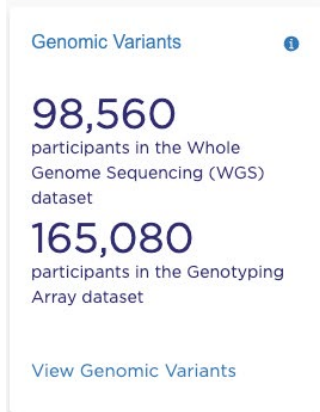 Genomic Variants
98,560
participants in the Whole
Genome Sequencing (WGS)
dataset
165,080
participants in the Genotyping
Array dataset
View Genomic Variants